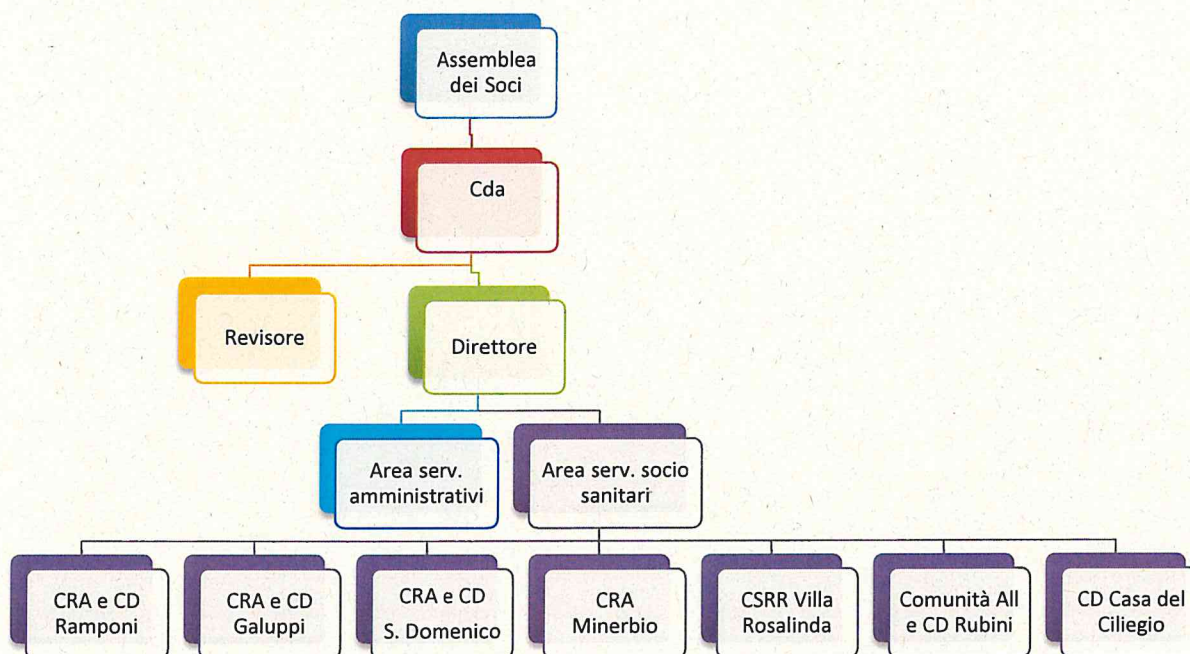 Assemblea
dei Soci
Cda
Revisore
Direttore
Area serv.
amministrativi
Area serv. socio
sanitari
CRA e CD
Ramponi
CRA e CD
Galuppi
CRA e CD
S. Domenico
CRA
Minerbio
CSRR Villa
Rosalinda
Comunità All
e CD Rubini
CD Casa del
Ciliegio